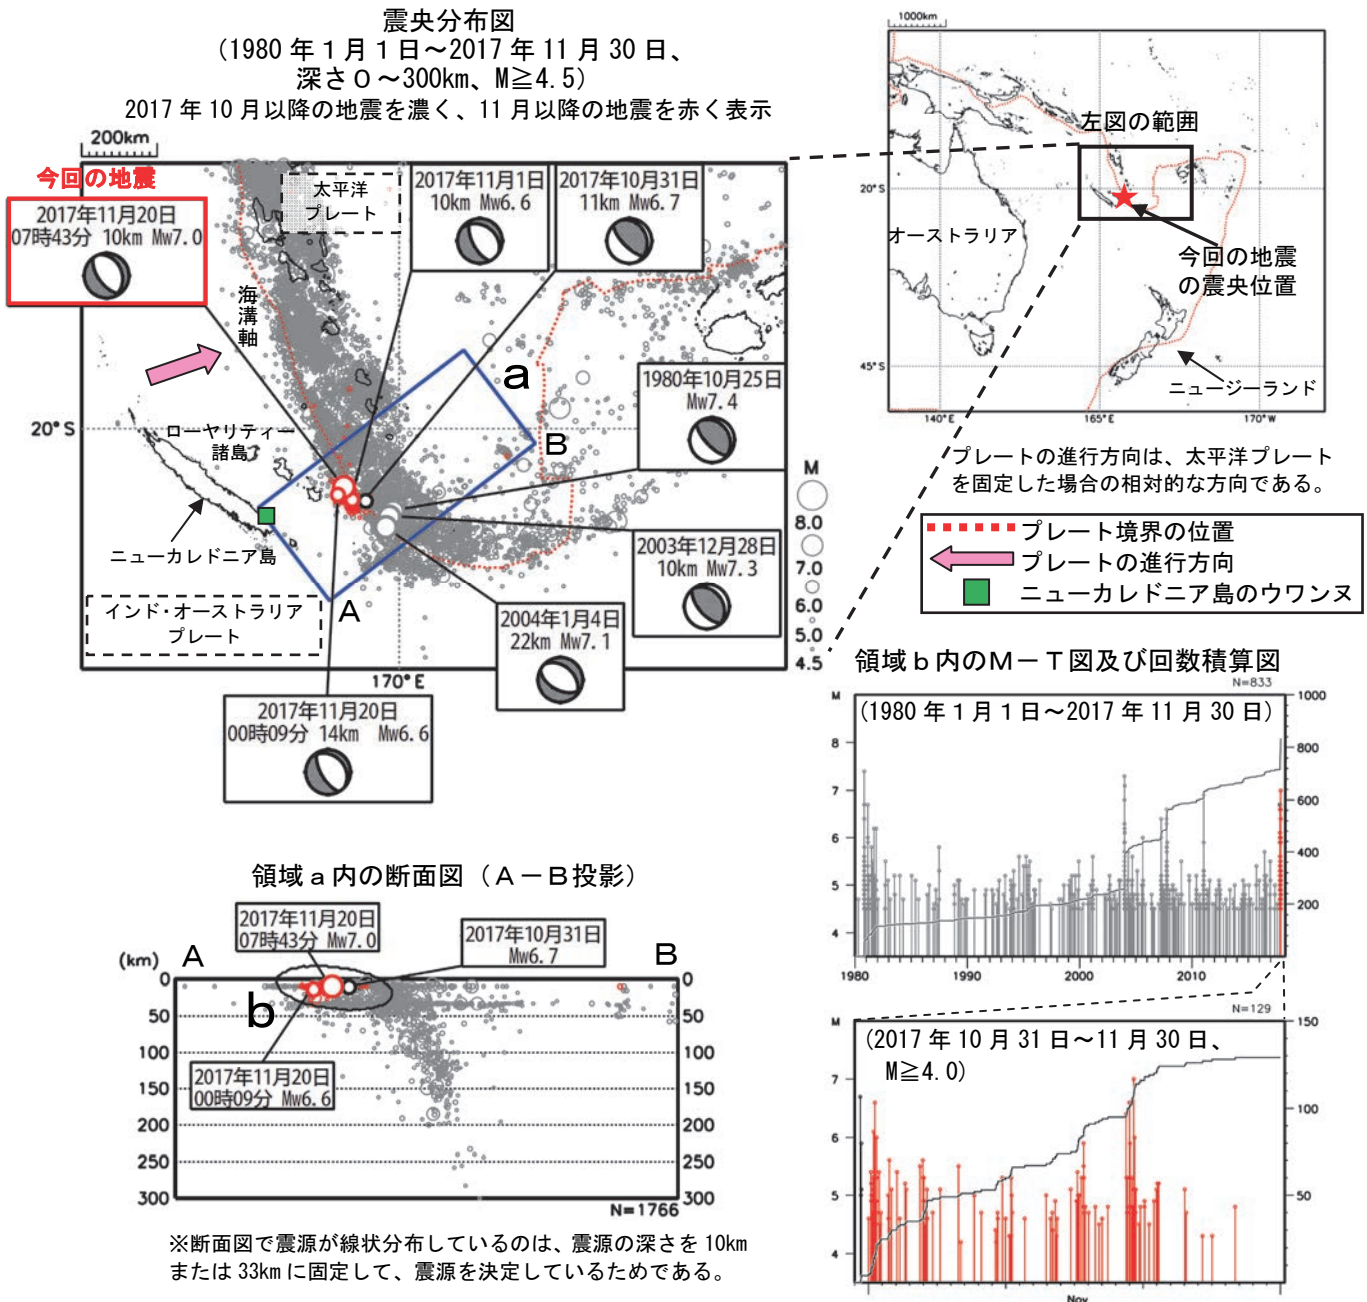 震央分布図
(1980年1月1日～2017年11月30日、
深さ0～300km、M≧4.5)
2017年10月以降の地震を濃く、11月以降の地震を赤く表示
200km
今回の地震
2017年11月20日
07時43分 10km Mw7.0
太平洋
プレート
2017年11月1日
10km Mw6.6
2017年10月31日
11km Mw6.7
海溝軸
a
1980年10月25日
Mw7.4
20°S
ローヤリティー
諸島
B
ニューカレドニア島
2003年12月28日
10km Mw7.3
A
インド・オーストラリア
プレート
2004年1月4日
22km Mw7.1
170°E
2017年11月20日
00時09分 14km Mw6.6
M
8.0
7.0
6.0
5.0
4.5
1000km
左図の範囲
20°S
オーストラリア
今回の地震
の震央位置
45°S
ニュージーランド
140°E
165°E
170°W
プレートの進行方向は、太平洋プレート
を固定した場合の相対的な方向である。
プレート境界の位置
プレートの進行方向
ニューカレドニア島のウワンヌ
領域b内のM－T図及び回数積算図
N=833
M
(1980年1月1日～2017年11月30日)
1000
800
600
400
200
8
7
6
5
4
1980
1990
2000
2010
領域a内の断面図（A－B投影）
2017年11月20日
07時43分 Mw7.0
2017年10月31日
Mw6.7
(km)
A
B
b
0
50
100
150
200
250
300
0
50
100
150
200
250
300
2017年11月20日
00時09分 Mw6.6
N=1766
※断面図で震源が線状分布しているのは、震源の深さを10km
または33kmに固定して、震源を決定しているためである。
N=129
M
(2017年10月31日～11月30日、
M≧4.0)
150
100
50
7
6
5
4
Nov